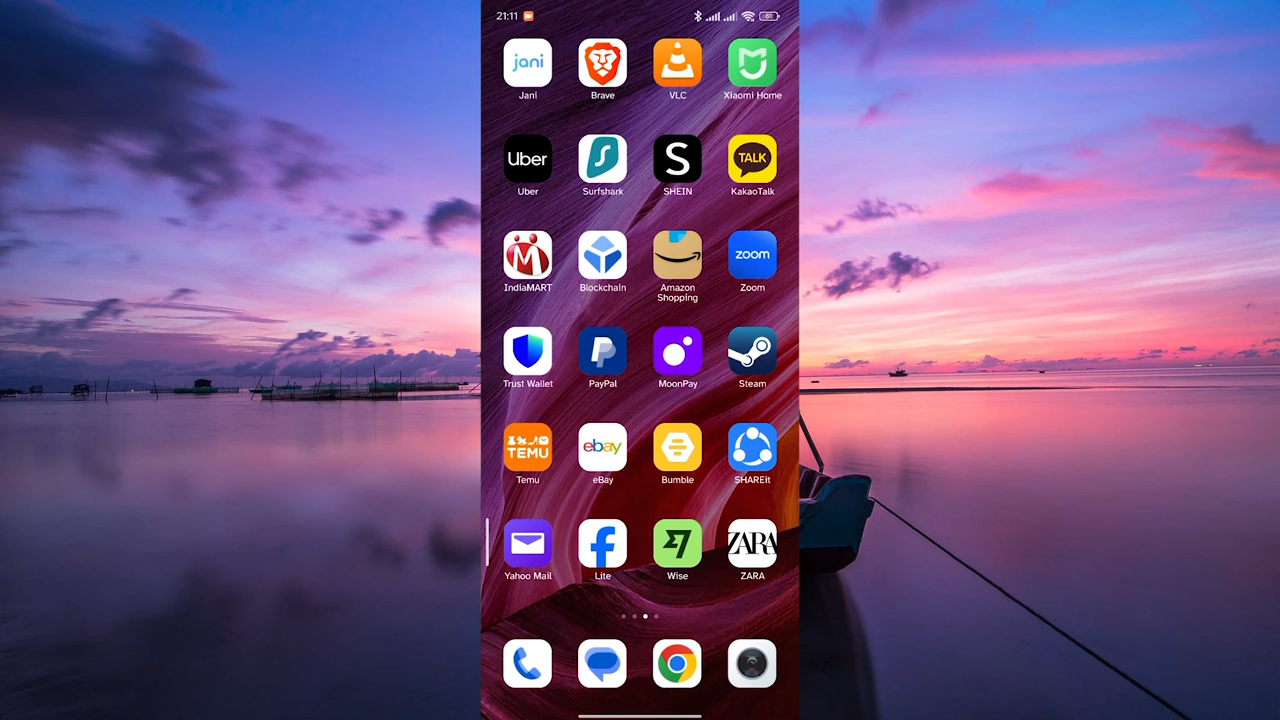 21:11
81
jani
Jani
Brave
VLC
Xiaomi Home
Uber
TALK
Uber
Surfshark
S
SHEIN
KakaoTalk
M
zoom
IndiaMART
Blockchain
Amazon
Shopping
Zoom
Trust Wallet
PayPal
MoonPay
Steam
TEMU
ebay
Temu
eBay
Bumble
SHAREit
ZARA
Yahoo Mail
Lite
Wise
ZARA